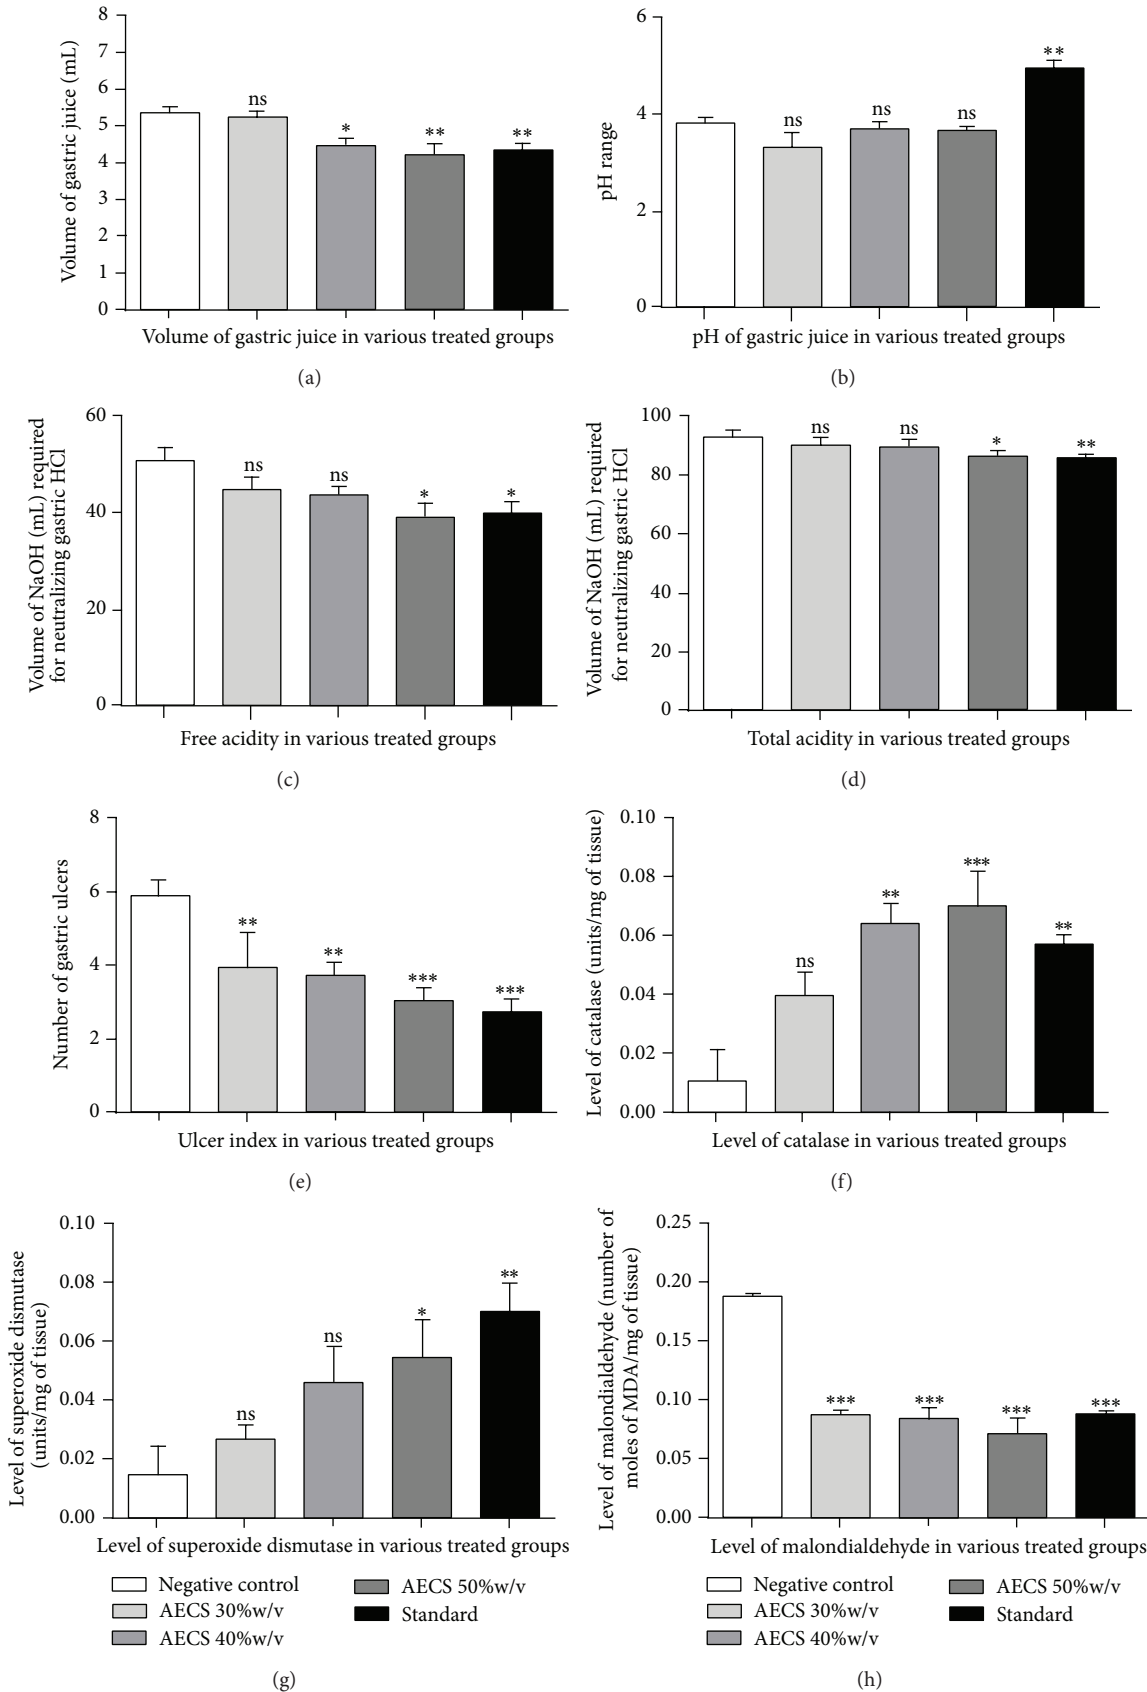 Volume of gastric juice (mL)
8
7
6
5
4
3
2
1
0
ns
*
**
**
Volume of gastric juice in various treated groups
(a)
pH range
6
4
2
0
ns
ns
ns
**
pH of gastric juice in various treated groups
(b)
Volume of NaOH (mL) required
for neutralizing gastric HCl
60
40
20
0
ns
ns
*
*
Free acidity in various treated groups
(c)
Volume of NaOH (mL) required
for neutralizing gastric HCl
100
80
60
40
20
0
ns
ns
*
**
Total acidity in various treated groups
(d)
Number of gastric ulcers
8
6
4
2
0
**
**
***
***
Ulcer index in various treated groups
(e)
Level of catalase (units/mg of tissue)
0.10
0.08
0.06
0.04
0.02
0.00
ns
**
***
**
Level of catalase in various treated groups
(f)
Level of superoxide dismutase
(units/mg of tissue)
0.10
0.08
0.06
0.04
0.02
0.00
ns
ns
*
**
Level of superoxide dismutase in various treated groups
Negative control
AECS 30%w/v
AECS 40%w/v
AECS 50%w/v
Standard
(g)
Level of malondialdehyde (number of
moles of MDA/mg of tissue)
0.25
0.20
0.15
0.10
0.05
0.00
***
***
***
***
Level of malondialdehyde in various treated groups
Negative control
AECS 30%w/v
AECS 40%w/v
AECS 50%w/v
Standard
(h)